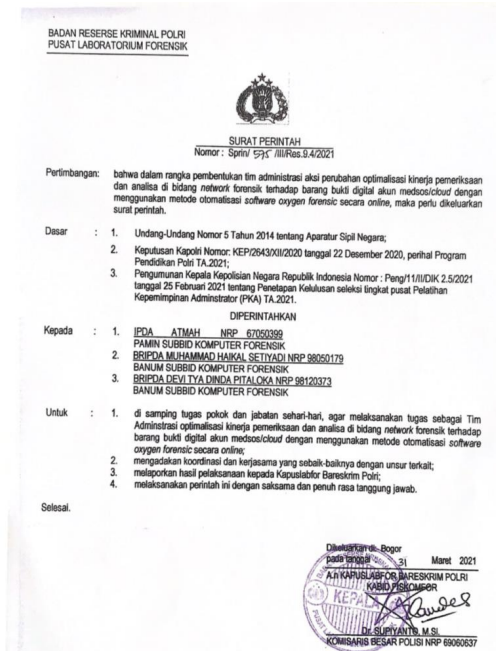 BADAN RESERSE KRIMINAL POLRI
PUSAT LABORATORIUM FORENSIK
SURAT PERINTAH
Nomor : Sprin/ 575 /III/Res.9.4/2021
Pertimbangan: bahwa dalam rangka pembentukan tim administrasi aksi perubahan optimalisasi kinerja pemeriksaan
dan analisa di bidang network forensik terhadap barang bukti digital akun medsos/cloud dengan
menggunakan metode otomatisasi software oxygen forensic secara online, maka perlu dikeluarkan
surat perintah.
Dasar : 1. Undang-Undang Nomor 5 Tahun 2014 tentang Aparatur Sipil Negara;
2. Keputusan Kapolri Nomor: KEP/2643/XII/2020 tanggal 22 Desember 2020, perihal Program
Pendidikan Polri TA.2021;
3. Pengumunan Kepala Kepolisian Negara Republik Indonesia Nomor : Peng/11/II/DIK 2.5/2021
tanggal 25 Februari 2021 tentang Penetapan Kelulusan seleksi tingkat pusat Pelatihan
Kepemimpinan Adminstrator (PKA) TA.2021.
DIPERINTAHKAN
Kepada : 1. IPDA ATMAH NRP 67050399
PAMIN SUBBID KOMPUTER FORENSIK
2. BRIPDA MUHAMMAD HAIKAL SETIYADI NRP 98050179
BANUM SUBBID KOMPUTER FORENSIK
3. BRIPDA DEVI TYA DINDA PITALOKA NRP 98120373
BANUM SUBBID KOMPUTER FORENSIK
Untuk : 1. di samping tugas pokok dan jabatan sehari-hari, agar melaksanakan tugas sebagai Tim
Adminstrasi optimalisasi kinerja pemeriksaan dan analisa di bidang network forensik terhadap
barang bukti digital akun medsos/cloud dengan menggunakan metode otomatisasi software
oxygen forensic secara online;
2. mengadakan koordinasi dan kerjasama yang sebaik-baiknya dengan unsur terkait;
3. melaporkan hasil pelaksanaan kepada Kapuslabfor Bareskrim Polri;
4. melaksanakan perintah ini dengan saksama dan penuh rasa tanggung jawab.
Selesai.
Dikeluarkan di: Bogor
pada tanggal 31 Maret 2021
A.n KAPUSLABFOR BARESKRIM POLRI
KABID FISKOMFOR
KEPALA
Dr. SUPIYANTO, M.Si.
KOMISARIS BESAR POLISI NRP 69060637